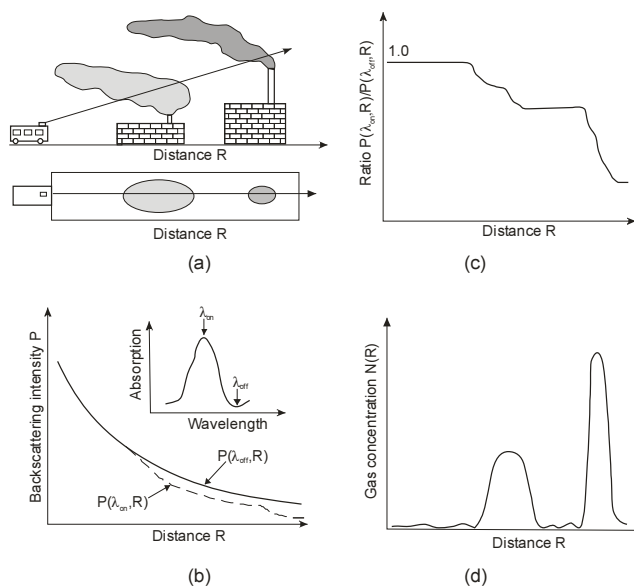 Distance R
Distance R
(a)
1.0
Ratio P(λon,R)/P(λoff,R)
Distance R
(c)
Backscattering intensity P
λon
Absorption
λoff
Wavelength
P(λoff,R)
P(λon,R)
Distance R
(b)
Gas concentration N(R)
Distance R
(d)